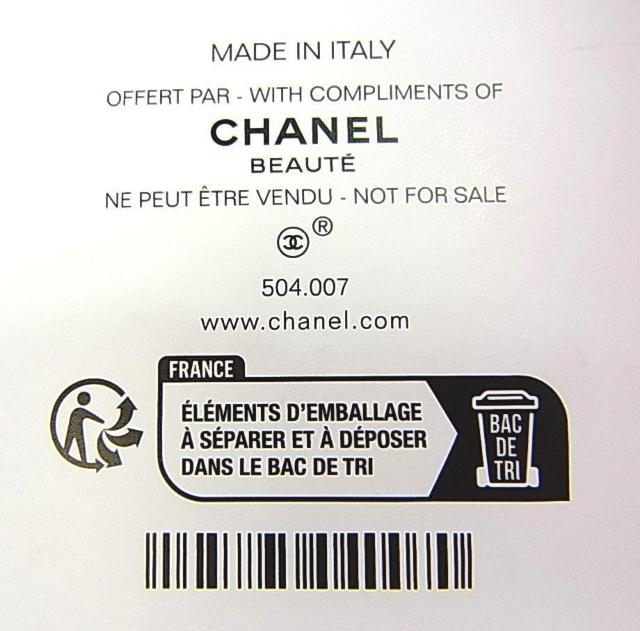 MADE IN ITALY
OFFERT PAR - WITH COMPLIMENTS OF
CHANEL
BEAUTÉ
NE PEUT ÊTRE VENDU - NOT FOR SALE
®
504.007
www.chanel.com
FRANCE
ÉLÉMENTS D'EMBALLAGE
À SÉPARER ET À DÉPOSER
DANS LE BAC DE TRI
BAC
DE
TRI